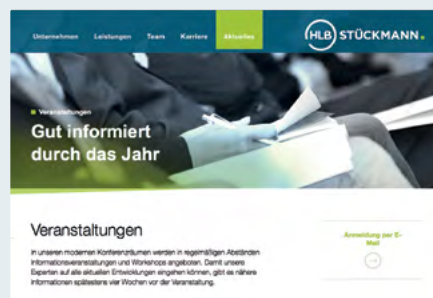 Unternehmen Leistungen Team Karriere Aktuelles HLB STÜCKMANN.
Veranstaltungen
Gut informiert
durch das Jahr
Veranstaltungen
In unseren modernen Konferenzräumen werden in regelmäßigen Abständen
Informationsveranstaltungen und Workshops angeboten. Damit unsere
Experten auf alle aktuellen Entwicklungen eingehen können, gibt es nähere
Informationen spätestens vier Wochen vor der Veranstaltung.
Anmeldung per E-
Mail